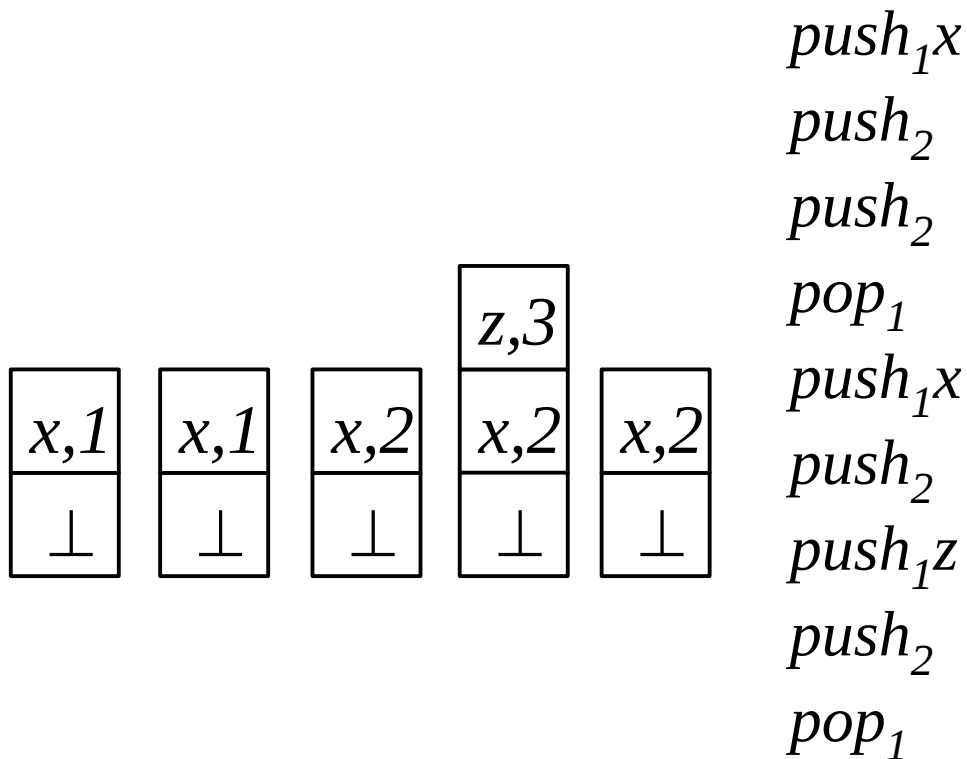 push₁x
push₂
push₂
pop₁
push₁x
push₂
push₁z
push₂
pop₁
z,3
x,1 x,1 x,2 x,2 x,2
⊥ ⊥ ⊥ ⊥ ⊥